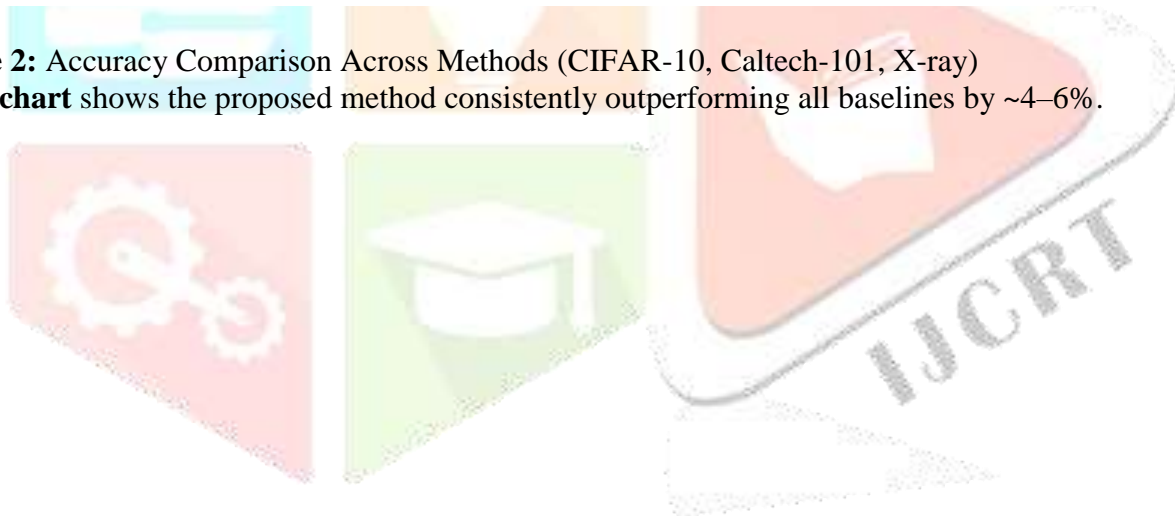 e 2: Accuracy Comparison Across Methods (CIFAR-10, Caltech-101, X-ray)
chart shows the proposed method consistently outperforming all baselines by ~4–6%.
IJCRT